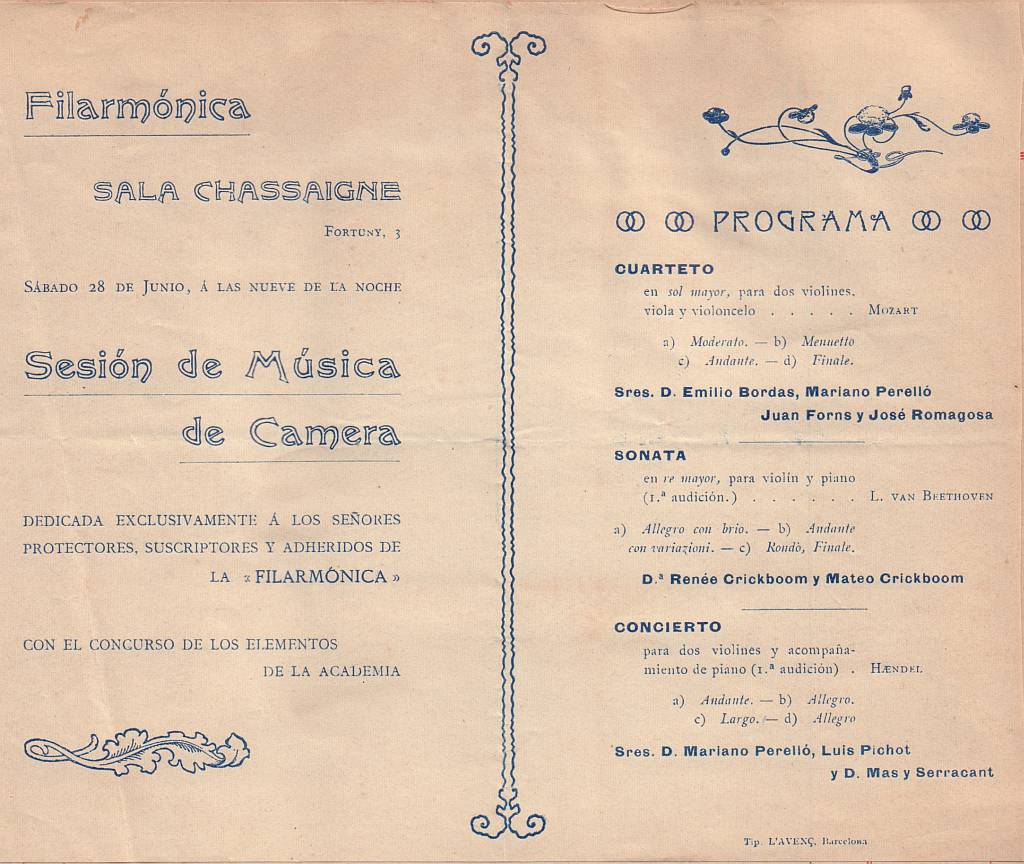 Filarmónica
SALA CHASSAIGNE
FORTUNY, 3
SÁBADO 28 DE JUNIO, Á LAS NUEVE DE LA NOCHE
Sesión de Música
de Camera
DEDICADA EXCLUSIVAMENTE Á LOS SEÑORES
PROTECTORES, SUSCRIPTORES Y ADHERIDOS DE
LA «FILARMÓNICA»
CON EL CONCURSO DE LOS ELEMENTOS
DE LA ACADEMIA
PROGRAMA
CUARTETO
en sol mayor, para dos violines,
viola y violoncelo . . . . . MOZART
a) Moderato. — b) Menuetto
c) Andante. — d) Finale.
Sres. D. Emilio Bordas, Mariano Perelló
Juan Forns y José Romagosa
SONATA
en re mayor, para violín y piano
(1.ª audición.) . . . . . . L. VAN BEETHOVEN
a) Allegro con brio. — b) Andante
con variazioni. — c) Rondò, Finale.
D.ª Renée Crickboom y Mateo Crickboom
CONCIERTO
para dos violines y acompaña-
miento de piano (1.ª audición) . HÆNDEL
a) Andante. — b) Allegro.
c) Largo. — d) Allegro
Sres. D. Mariano Perelló, Luis Pichot
y D. Mas y Serracant
Tip. L'AVENÇ, Barcelona